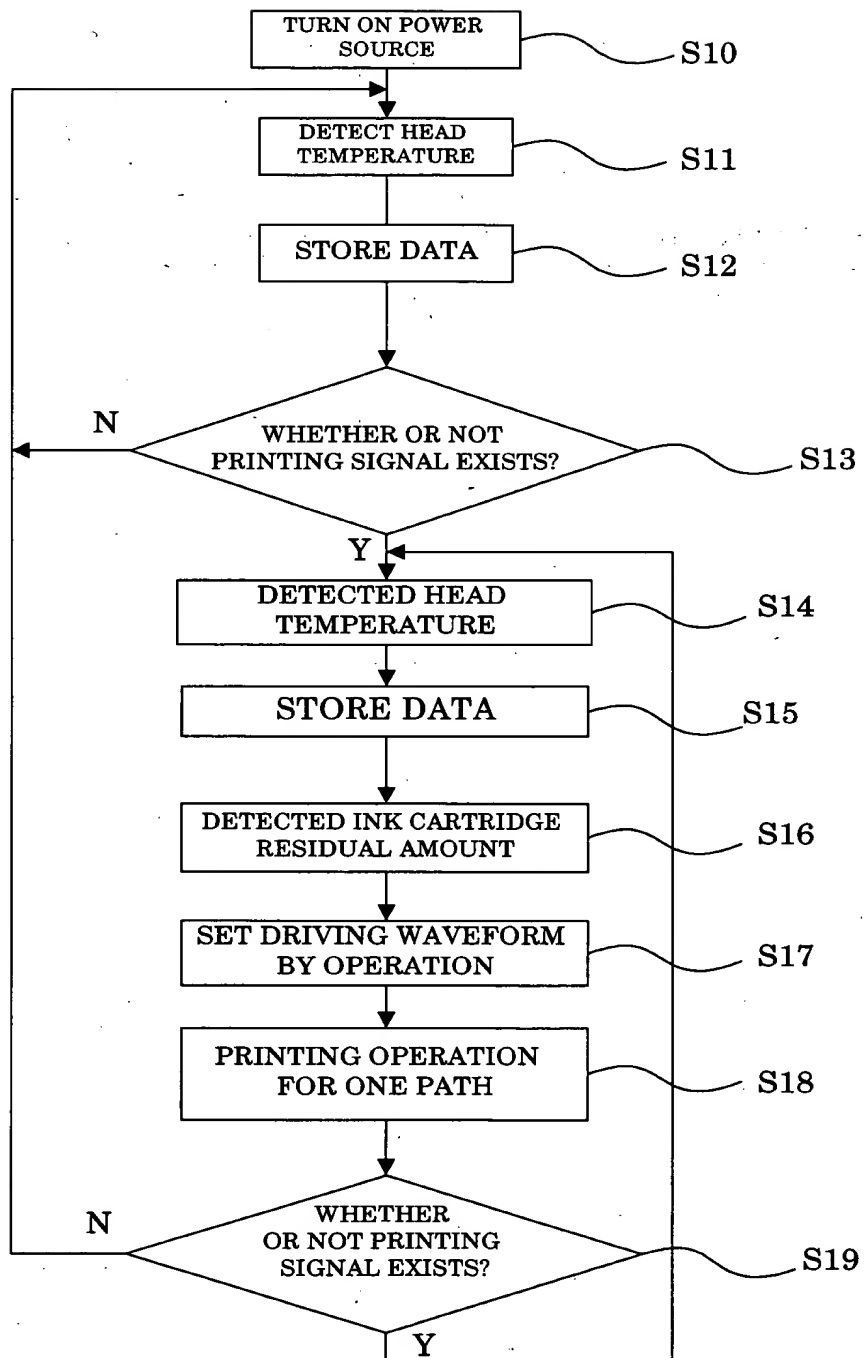 TURN ON POWER
SOURCE
S10
DETECT HEAD
TEMPERATURE
S11
STORE DATA
S12
N
WHETHER OR NOT
PRINTING SIGNAL EXISTS?
S13
Y
DETECTED HEAD
TEMPERATURE
S14
STORE DATA
S15
DETECTED INK CARTRIDGE
RESIDUAL AMOUNT
S16
SET DRIVING WAVEFORM
BY OPERATION
S17
PRINTING OPERATION
FOR ONE PATH
S18
N
WHETHER
OR NOT PRINTING
SIGNAL EXISTS?
S19
Y